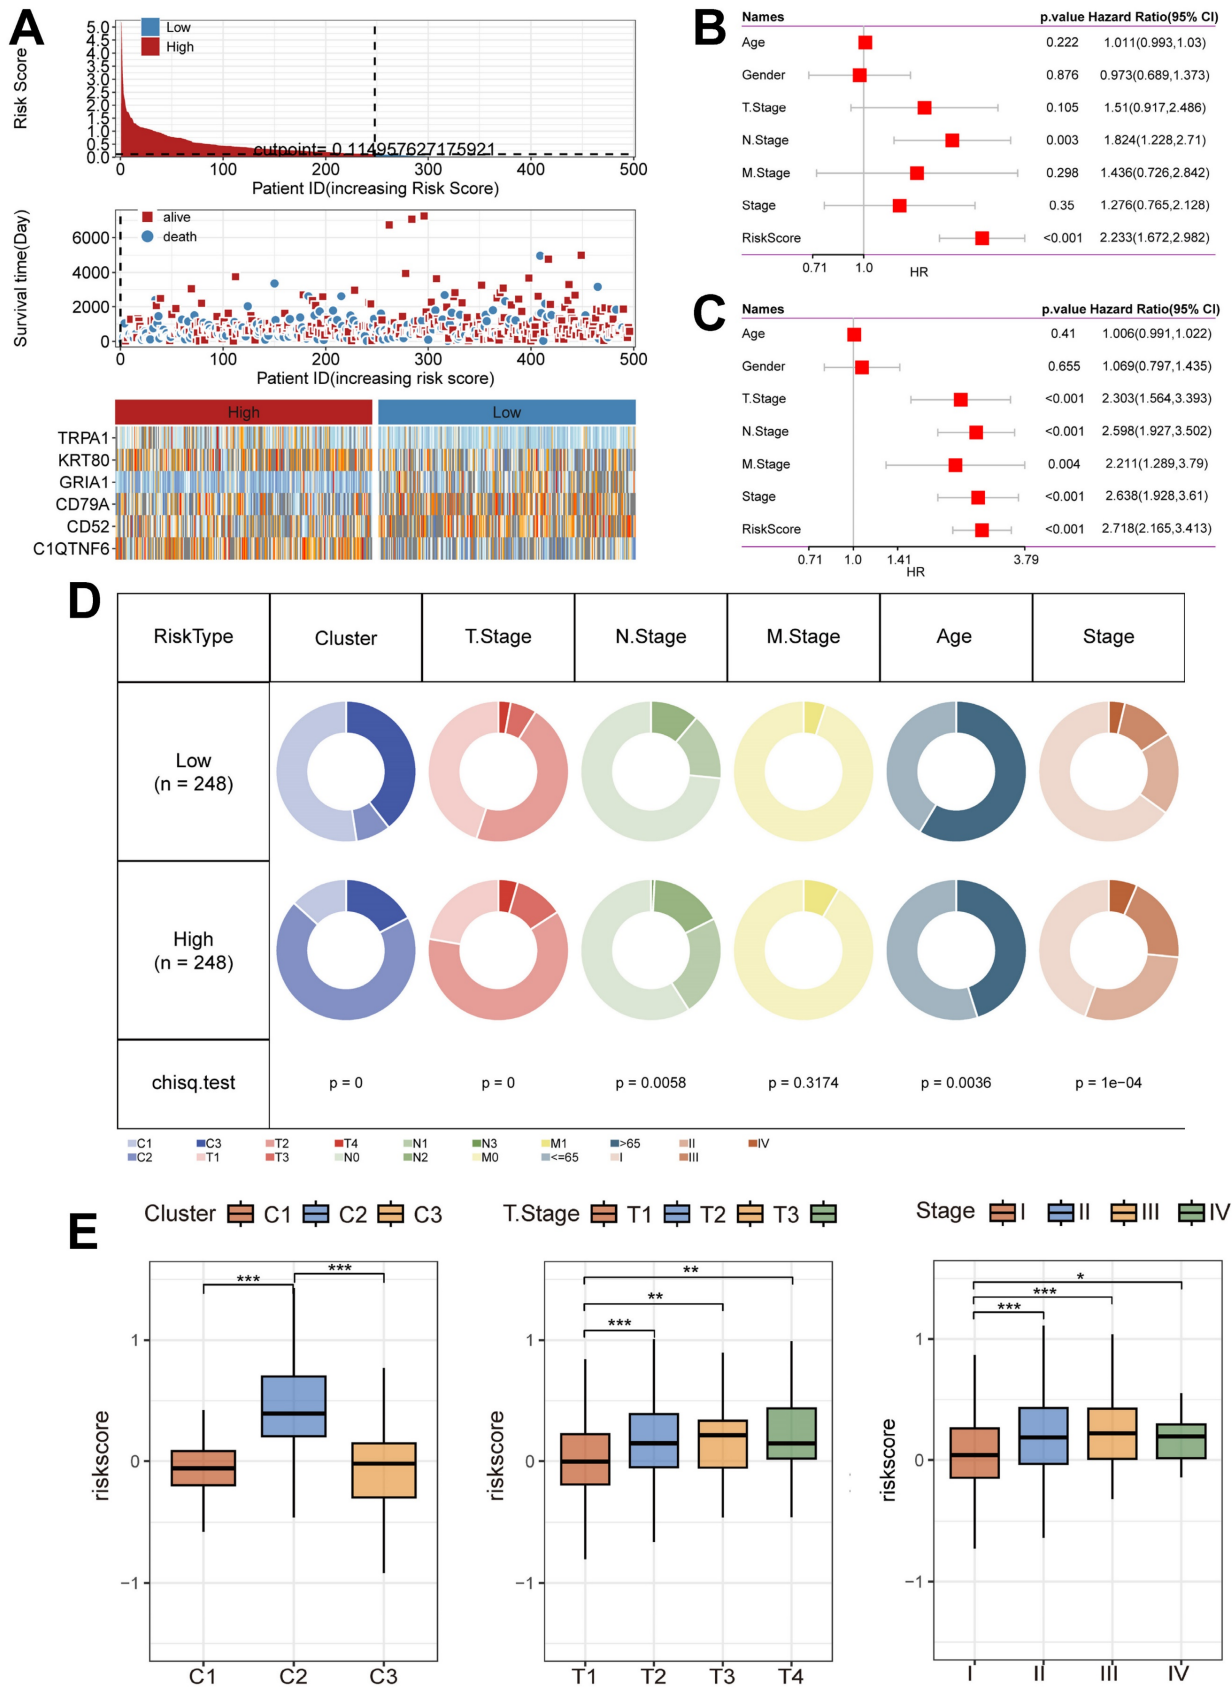 A
Low
High
5.0
4.5
4.0
3.5
3.0
2.5
2.0
1.5
1.0
0.5
0.0
Risk Score
cutpoint= 0.114957627175921
0 100 200 300 400 500
Patient ID(increasing Risk Score)
alive
death
6000
4000
2000
0
Survival time(Day)
0 100 200 300 400 500
Patient ID(increasing risk score)
High Low
TRPA1
KRT80
GRIA1
CD79A
CD52
C1QTNF6
B
Names p.value Hazard Ratio(95% CI)
Age 0.222 1.011(0.993,1.03)
Gender 0.876 0.973(0.689,1.373)
T.Stage 0.105 1.51(0.917,2.486)
N.Stage 0.003 1.824(1.228,2.71)
M.Stage 0.298 1.436(0.726,2.842)
Stage 0.35 1.276(0.765,2.128)
RiskScore <0.001 2.233(1.672,2.982)
0.71 1.0
HR
C
Names p.value Hazard Ratio(95% CI)
Age 0.41 1.006(0.991,1.022)
Gender 0.655 1.069(0.797,1.435)
T.Stage <0.001 2.303(1.564,3.393)
N.Stage <0.001 2.598(1.927,3.502)
M.Stage 0.004 2.211(1.289,3.79)
Stage <0.001 2.638(1.928,3.61)
RiskScore <0.001 2.718(2.165,3.413)
0.71 1.0 1.41 3.79
HR
D
RiskType Cluster T.Stage N.Stage M.Stage Age Stage
Low
(n = 248)
High
(n = 248)
chisq.test p = 0 p = 0 p = 0.0058 p = 0.3174 p = 0.0036 p = 1e−04
C1 C3 T2 T4 N1 N3 M1 >65 II IV
C2 T1 T3 N0 N2 M0 <=65 I III
E
Cluster C1 C2 C3
*** ***
1
0
−1
riskscore
C1 C2 C3
T.Stage T1 T2 T3
**
**
***
1
0
−1
riskscore
T1 T2 T3 T4
Stage I II III IV
*
***
***
1
0
−1
riskscore
I II III IV